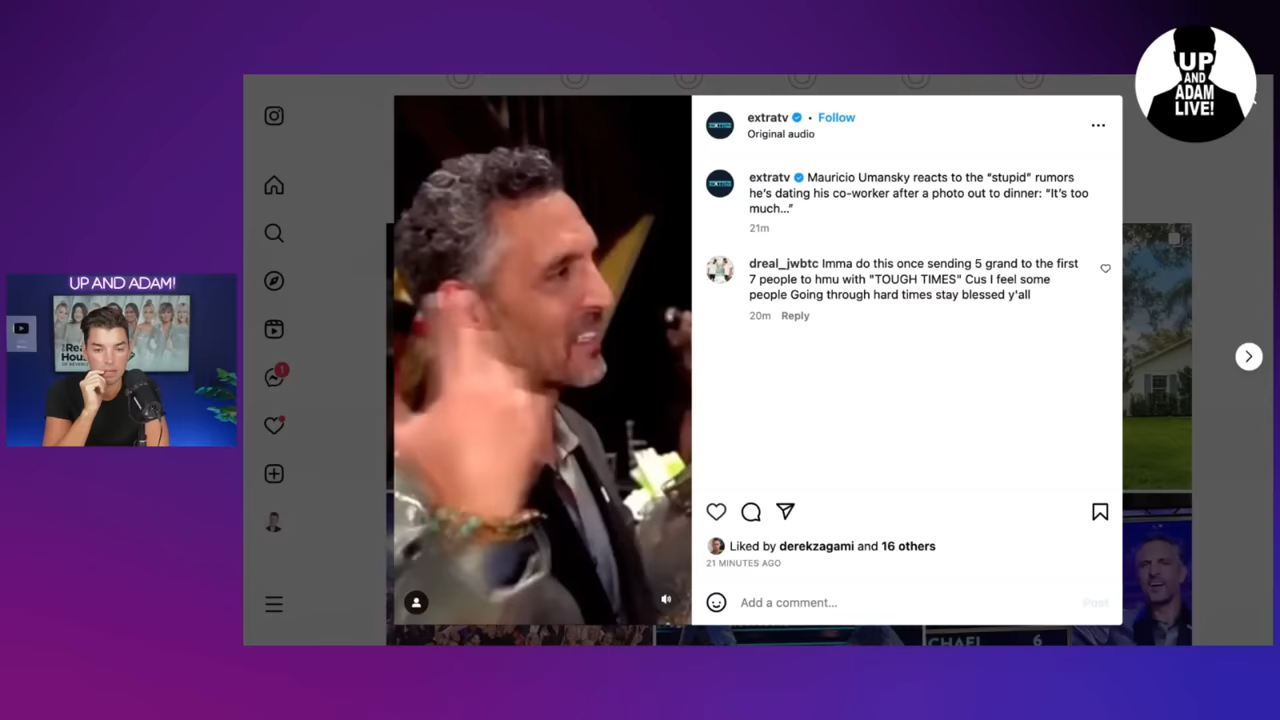 UP
AND
ADAM
LIVE!
extratv • Follow
Original audio
extratv Mauricio Umansky reacts to the “stupid” rumors
he’s dating his co-worker after a photo out to dinner: “It’s too
much...”
21m
dreal_jwbtc Imma do this once sending 5 grand to the first
7 people to hmu with "TOUGH TIMES" Cus I feel some
people Going through hard times stay blessed y'all
20m Reply
1
UP AND ADAM!
Liked by derekzagami and 16 others
21 MINUTES AGO
Add a comment...
Post
CHAEL 6